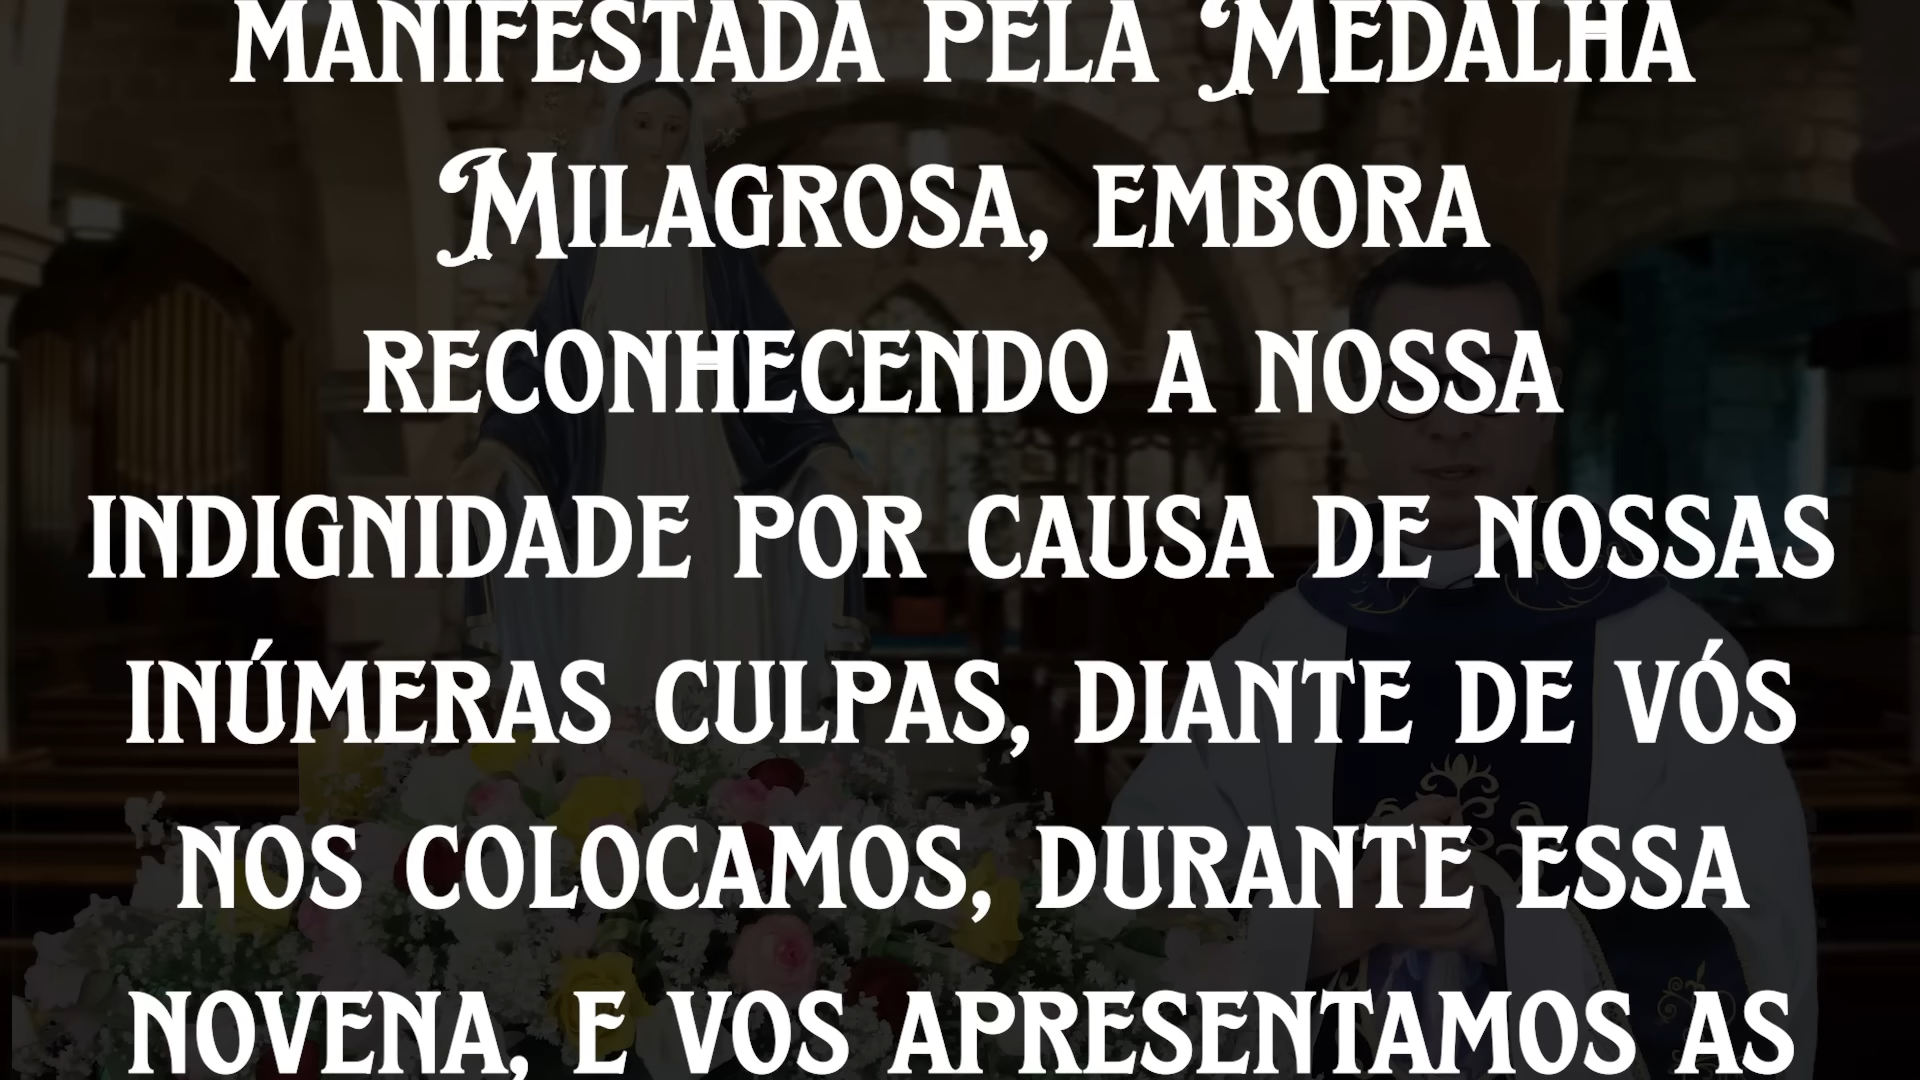 manifestada pela Medalha
Milagrosa, embora
reconhecendo a nossa
indignidade por causa de nossas
inúmeras culpas, diante de vós
nos colocamos, durante essa
novena, e vos apresentamos as